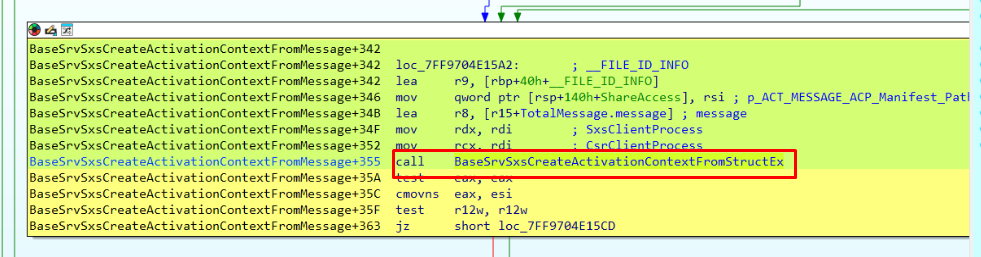 BaseSrvSxsCreateActivationContextFromMessage+342
BaseSrvSxsCreateActivationContextFromMessage+342 loc_7FF9704E15A2: ; __FILE_ID_INFO
BaseSrvSxsCreateActivationContextFromMessage+342 lea r9, [rbp+40h+__FILE_ID_INFO]
BaseSrvSxsCreateActivationContextFromMessage+346 mov qword ptr [rsp+140h+ShareAccess], rsi ; p_ACT_MESSAGE_ACP_Manifest_Path
BaseSrvSxsCreateActivationContextFromMessage+34B lea r8, [r15+TotalMessage.message] ; message
BaseSrvSxsCreateActivationContextFromMessage+34F mov rdx, rdi ; SxsClientProcess
BaseSrvSxsCreateActivationContextFromMessage+352 mov rcx, rdi ; CsrClientProcess
BaseSrvSxsCreateActivationContextFromMessage+355 call BaseSrvSxsCreateActivationContextFromStructEx
BaseSrvSxsCreateActivationContextFromMessage+35A test eax, eax
BaseSrvSxsCreateActivationContextFromMessage+35C cmovns eax, esi
BaseSrvSxsCreateActivationContextFromMessage+35F test r12w, r12w
BaseSrvSxsCreateActivationContextFromMessage+363 jz short loc_7FF9704E15CD